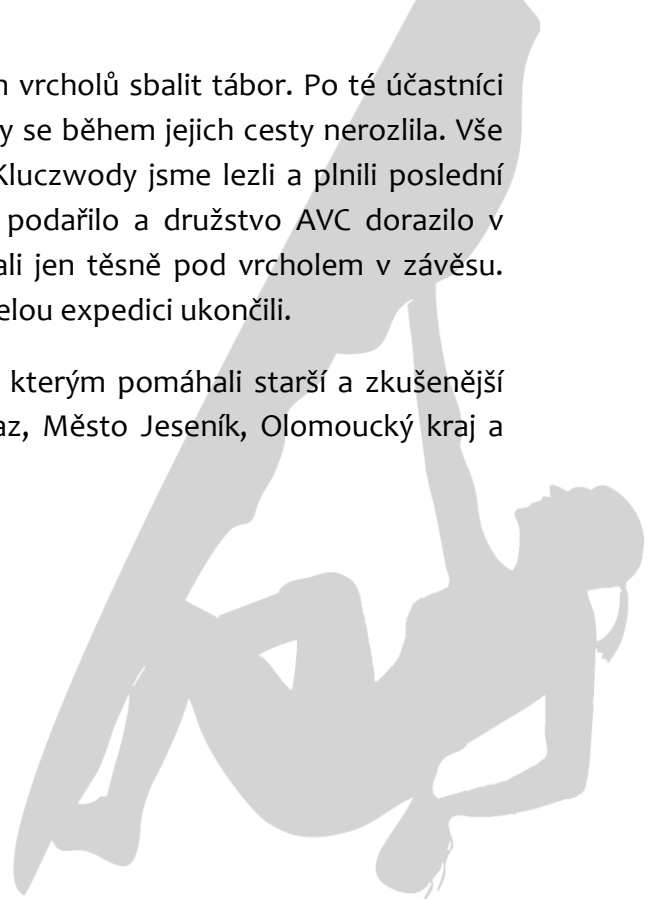 vrcholů sbalit tábor. Po té účastníci
y se během jejich cesty nerozlila. Vše
Kluczwody jsme lezli a plnili poslední
podařilo a družstvo AVC dorazilo v
ali jen těsně pod vrcholem v závěsu.
elou expedici ukončili.
kterým pomáhali starší a zkušenější
az, Město Jeseník, Olomoucký kraj a